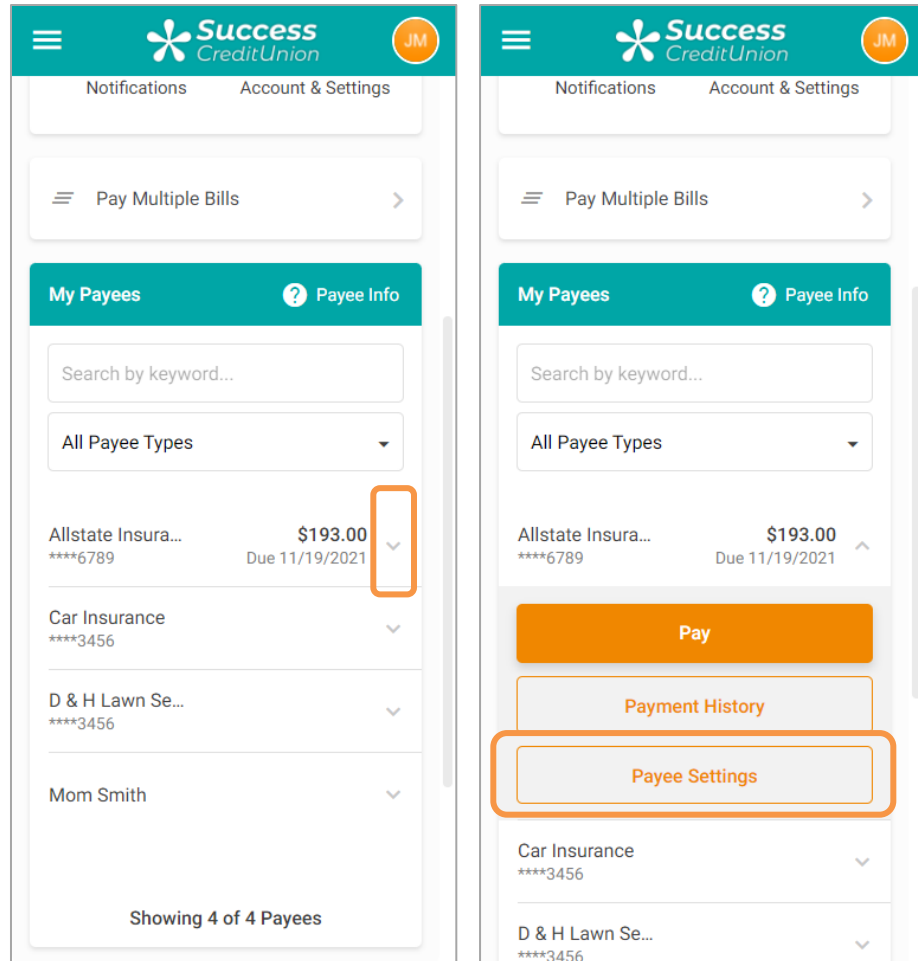 Success
CreditUnion
JM
Notifications Account & Settings
Pay Multiple Bills
My Payees ? Payee Info
Search by keyword...
All Payee Types
Allstate Insura... $193.00
****6789 Due 11/19/2021
Car Insurance
****3456
D & H Lawn Se...
****3456
Mom Smith
Showing 4 of 4 Payees
Success
CreditUnion
JM
Notifications Account & Settings
Pay Multiple Bills
My Payees ? Payee Info
Search by keyword...
All Payee Types
Allstate Insura... $193.00
****6789 Due 11/19/2021
Pay
Payment History
Payee Settings
Car Insurance
****3456
D & H Lawn Se...
****3456